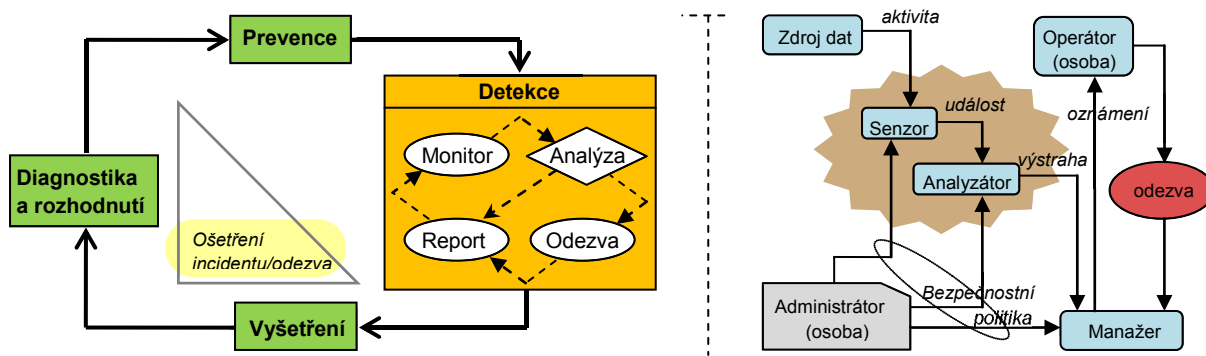 Prevence
Detekce
Monitor
Analýza
Report
Odezva
Diagnostika
a rozhodnutí
Ošetření
incidentu/odezva
Vyšetření
aktivita
Zdroj dat
Operátor
(osoba)
událost
oznámení
Senzor
výstraha
Analyzátor
odezva
Administrátor
(osoba)
Bezpečnostní
politika
Manažer